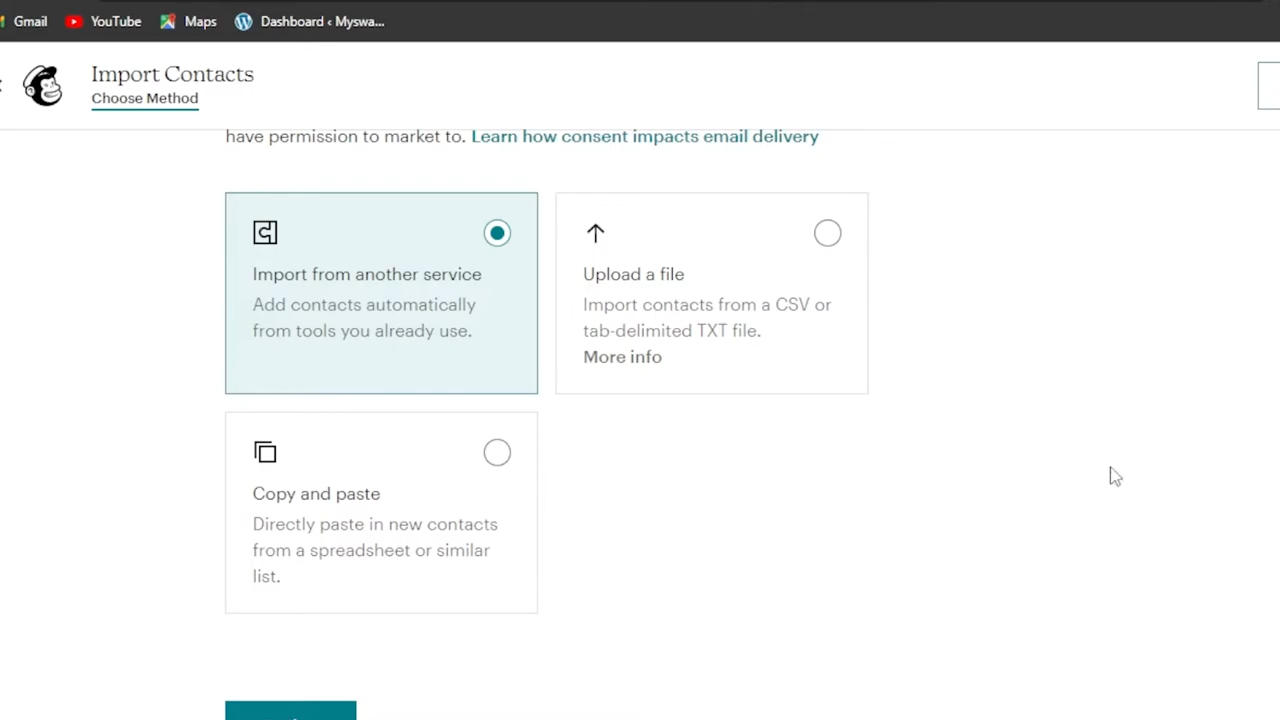 Gmail
YouTube
Maps
Dashboard ‹ Myswa...
Import Contacts
Choose Method
have permission to market to. Learn how consent impacts email delivery
Import from another service
Add contacts automatically
from tools you already use.
Upload a file
Import contacts from a CSV or
tab-delimited TXT file.
More info
Copy and paste
Directly paste in new contacts
from a spreadsheet or similar
list.